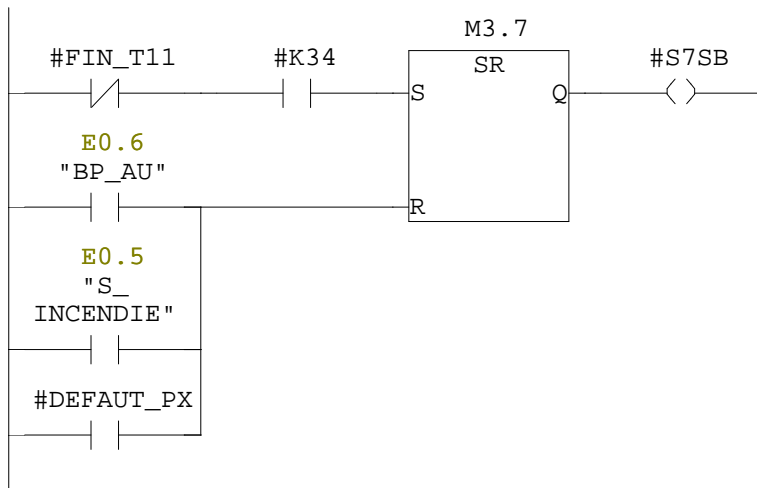 M3.7
#FIN_T11 #K34 SR #S7SB
S Q
E0.6
"BP_AU"
R
E0.5
"S_
INCENDIE"
#DEFAUT_PX